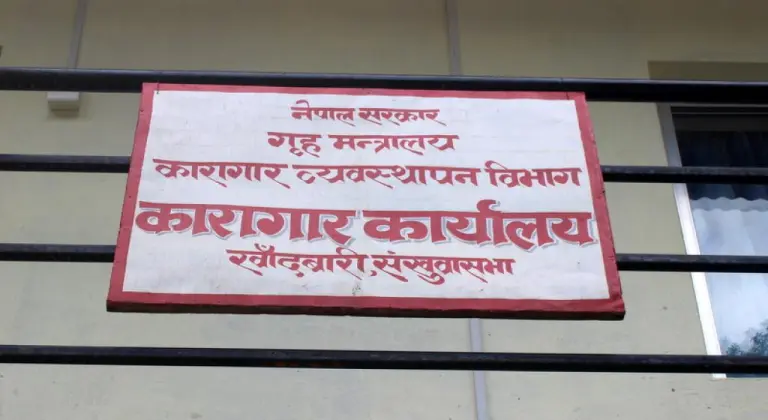 नेपाल सरकार
गृह मन्त्रालय
कारागार व्यवस्थापन विभाग
कारागार कार्यालय
खाँदबारी, संखुवासभा